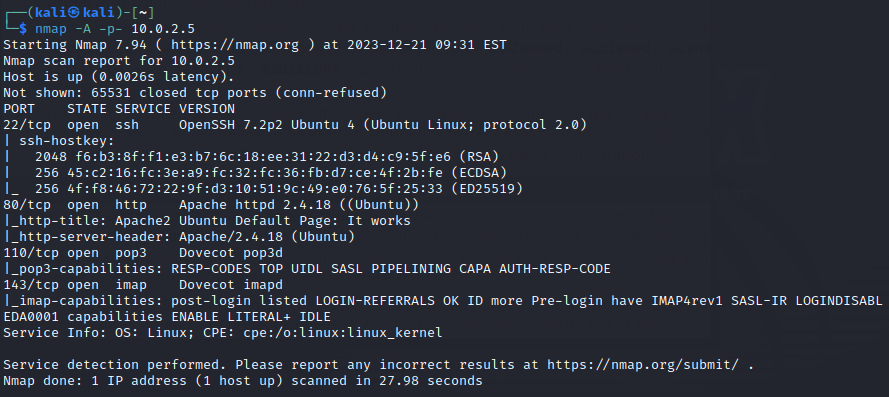 ┌──(kali㉿kali)-[~]
└─$ nmap -A -p- 10.0.2.5
Starting Nmap 7.94 ( https://nmap.org ) at 2023-12-21 09:31 EST
Nmap scan report for 10.0.2.5
Host is up (0.0026s latency).
Not shown: 65531 closed tcp ports (conn-refused)
PORT    STATE SERVICE VERSION
22/tcp  open  ssh     OpenSSH 7.2p2 Ubuntu 4 (Ubuntu Linux; protocol 2.0)
| ssh-hostkey:
|   2048 f6:b3:8f:f1:e3:b7:6c:18:ee:31:22:d3:d4:c9:5f:e6 (RSA)
|   256 45:c2:16:fc:3e:a9:fc:32:fc:36:fb:d7:ce:4f:2b:fe (ECDSA)
|_  256 4f:f8:46:72:22:9f:d3:10:51:9c:49:e0:76:5f:25:33 (ED25519)
80/tcp  open  http    Apache httpd 2.4.18 ((Ubuntu))
|_http-title: Apache2 Ubuntu Default Page: It works
|_http-server-header: Apache/2.4.18 (Ubuntu)
110/tcp open  pop3    Dovecot pop3d
|_pop3-capabilities: RESP-CODES TOP UIDL SASL PIPELINING CAPA AUTH-RESP-CODE
143/tcp open  imap    Dovecot imapd
|_imap-capabilities: post-login listed LOGIN-REFERRALS OK ID more Pre-login have IMAP4rev1 SASL-IR LOGINDISABL
EDA0001 capabilities ENABLE LITERAL+ IDLE
Service Info: OS: Linux; CPE: cpe:/o:linux:linux_kernel

Service detection performed. Please report any incorrect results at https://nmap.org/submit/ .
Nmap done: 1 IP address (1 host up) scanned in 27.98 seconds